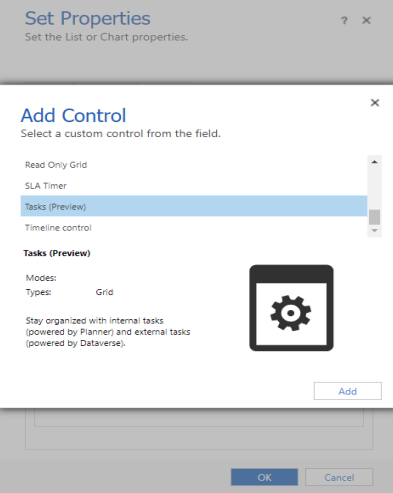 Set Properties
? ×
Set the List or Chart properties.
×
Add Control
Select a custom control from the field.
Read Only Grid
SLA Timer
Tasks (Preview)
Timeline control
Tasks (Preview)
Modes:
Types: Grid
Stay organized with internal tasks
(powered by Planner) and external tasks
(powered by Dataverse).
Add
OK Cancel